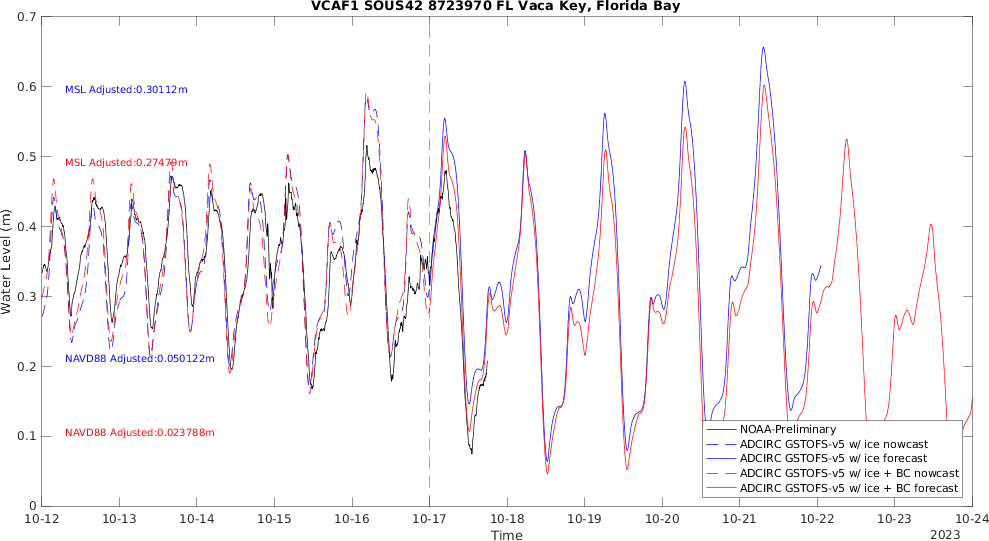 VCAF1 SOUS42 8723970 FL Vaca Key, Florida Bay
0.7
0.6
0.5
0.4
0.3
0.2
0.1
0
Water Level (m)
MSL Adjusted:0.30112m
MSL Adjusted:0.27479m
NAVD88 Adjusted:0.050122m
NAVD88 Adjusted:0.023788m
NOAA-Preliminary
ADCIRC GSTOFS-v5 w/ ice nowcast
ADCIRC GSTOFS-v5 w/ ice forecast
ADCIRC GSTOFS-v5 w/ ice + BC nowcast
ADCIRC GSTOFS-v5 w/ ice + BC forecast
10-12 10-13 10-14 10-15 10-16 10-17 10-18 10-19 10-20 10-21 10-22 10-23 10-24
Time
2023